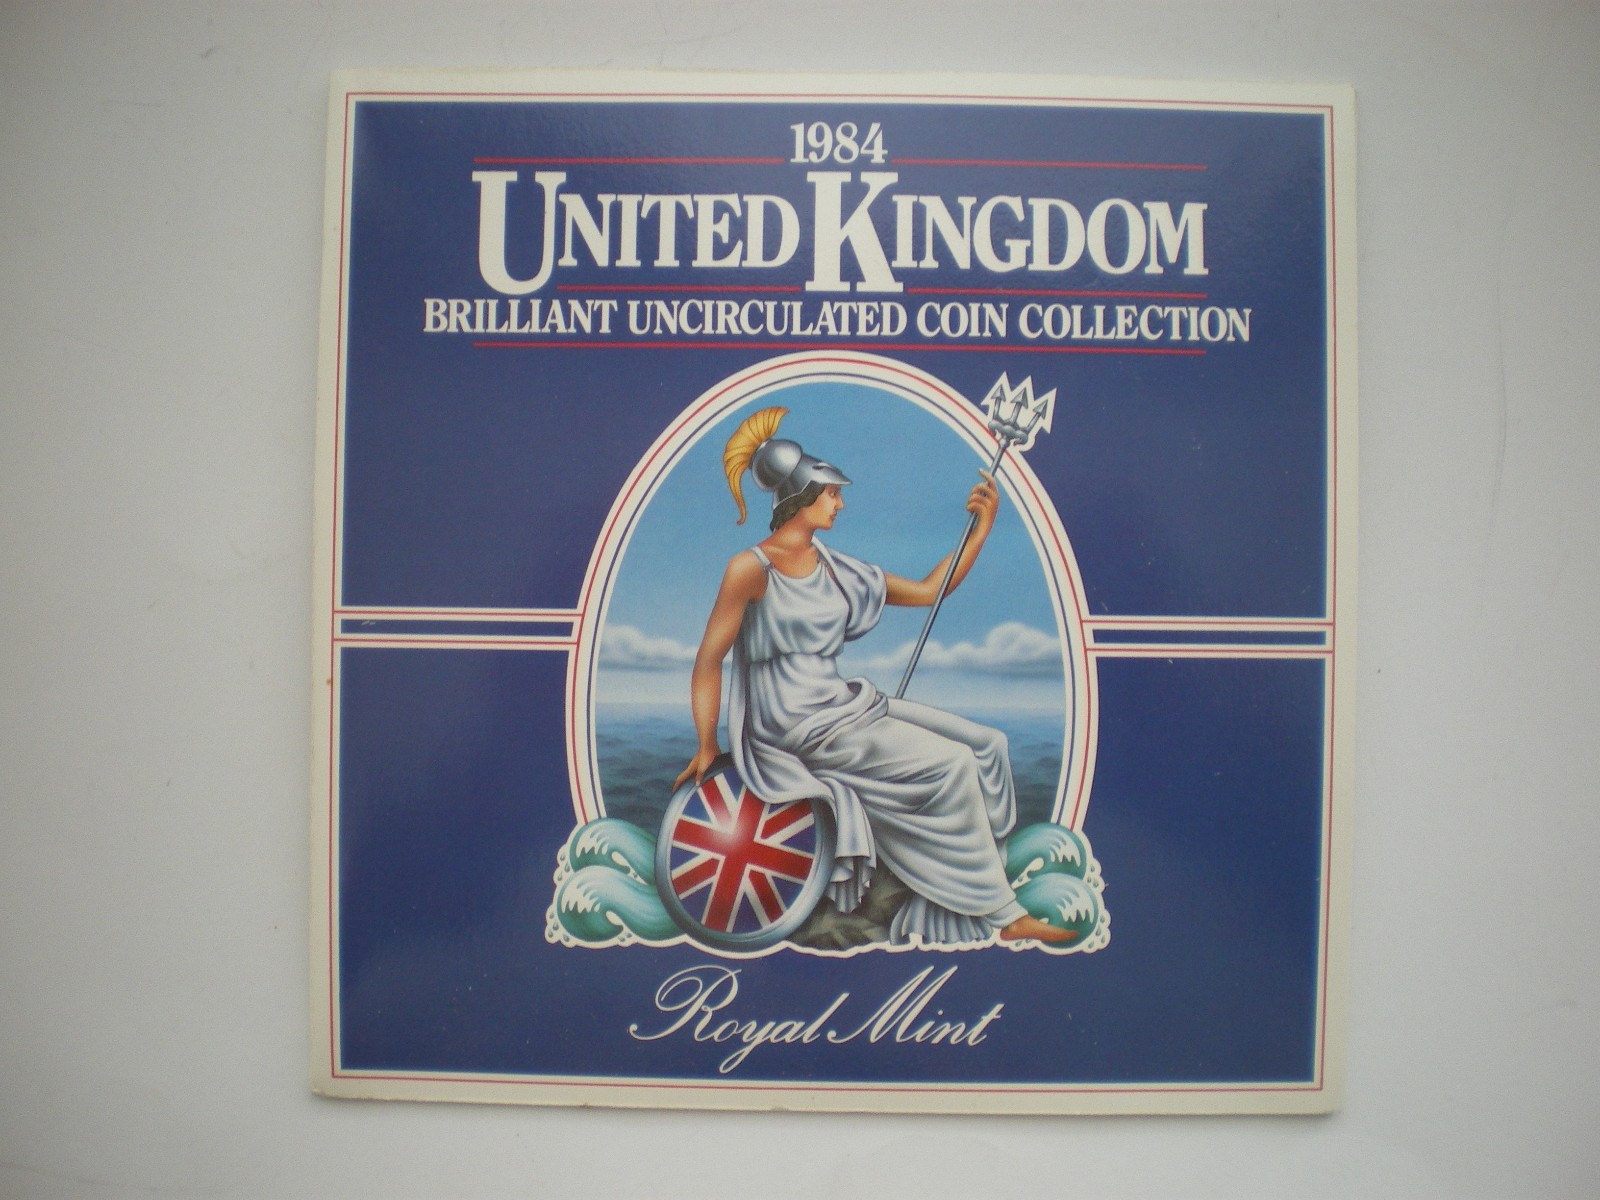 1984
UNITED KINGDOM
BRILLIANT UNCIRCULATED COIN COLLECTION
Royal Mint